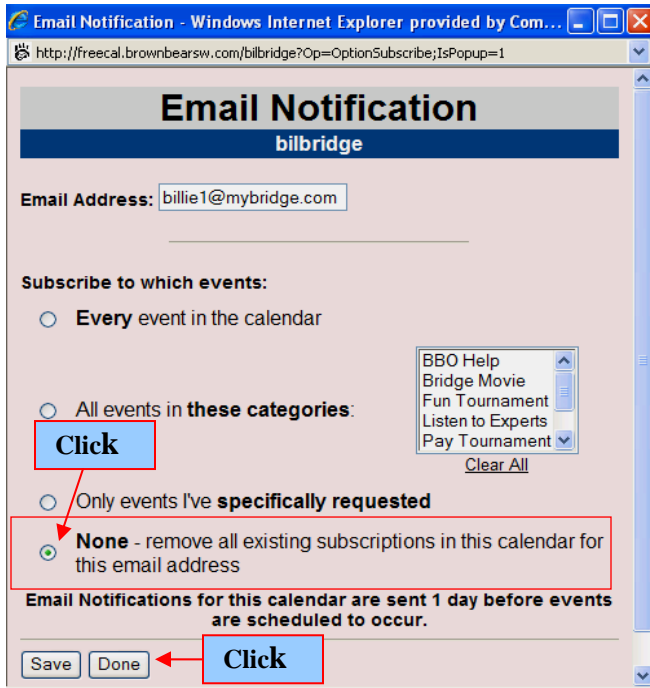 Email Notification - Windows Internet Explorer provided by Com...
http://freecal.brownbearsw.com/bilbridge?Op=OptionSubscribe;IsPopup=1
Email Notification
bilbridge
Email Address: billie1@mybridge.com
Subscribe to which events:
Every event in the calendar
BBO Help
Bridge Movie
Fun Tournament
All events in these categories:
Listen to Experts
Pay Tournament
Click
Clear All
Only events I've specifically requested
None - remove all existing subscriptions in this calendar for
this email address
Email Notifications for this calendar are sent 1 day before events
are scheduled to occur.
Save Done Click